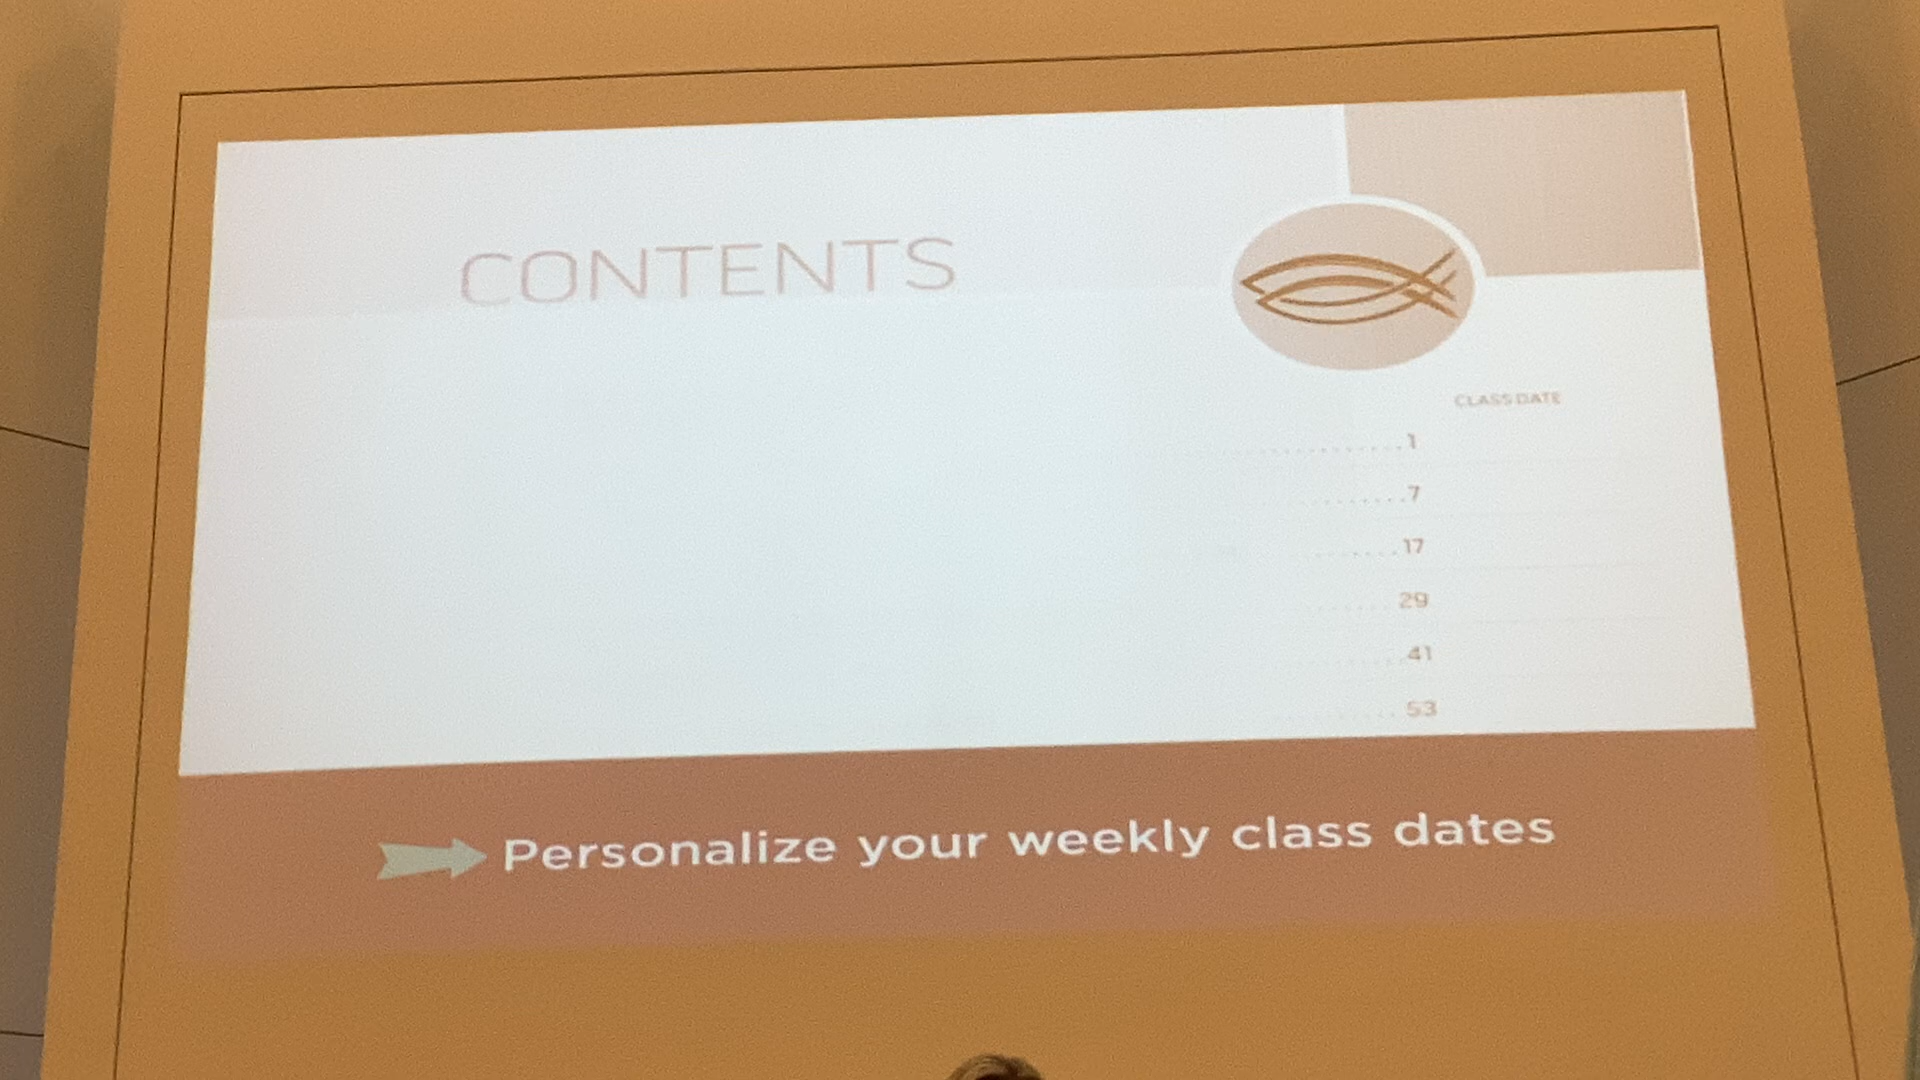 CONTENTS
CLASS DATE
1
7
17
29
41
53
Personalize your weekly class dates